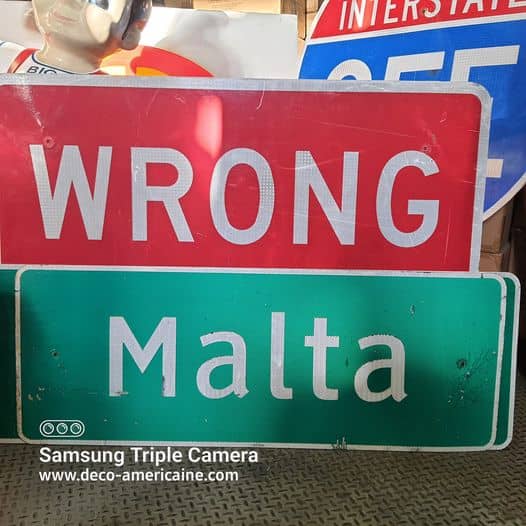 INTERSTATE
WRONG
Malta
Samsung Triple Camera
www.deco-americaine.com